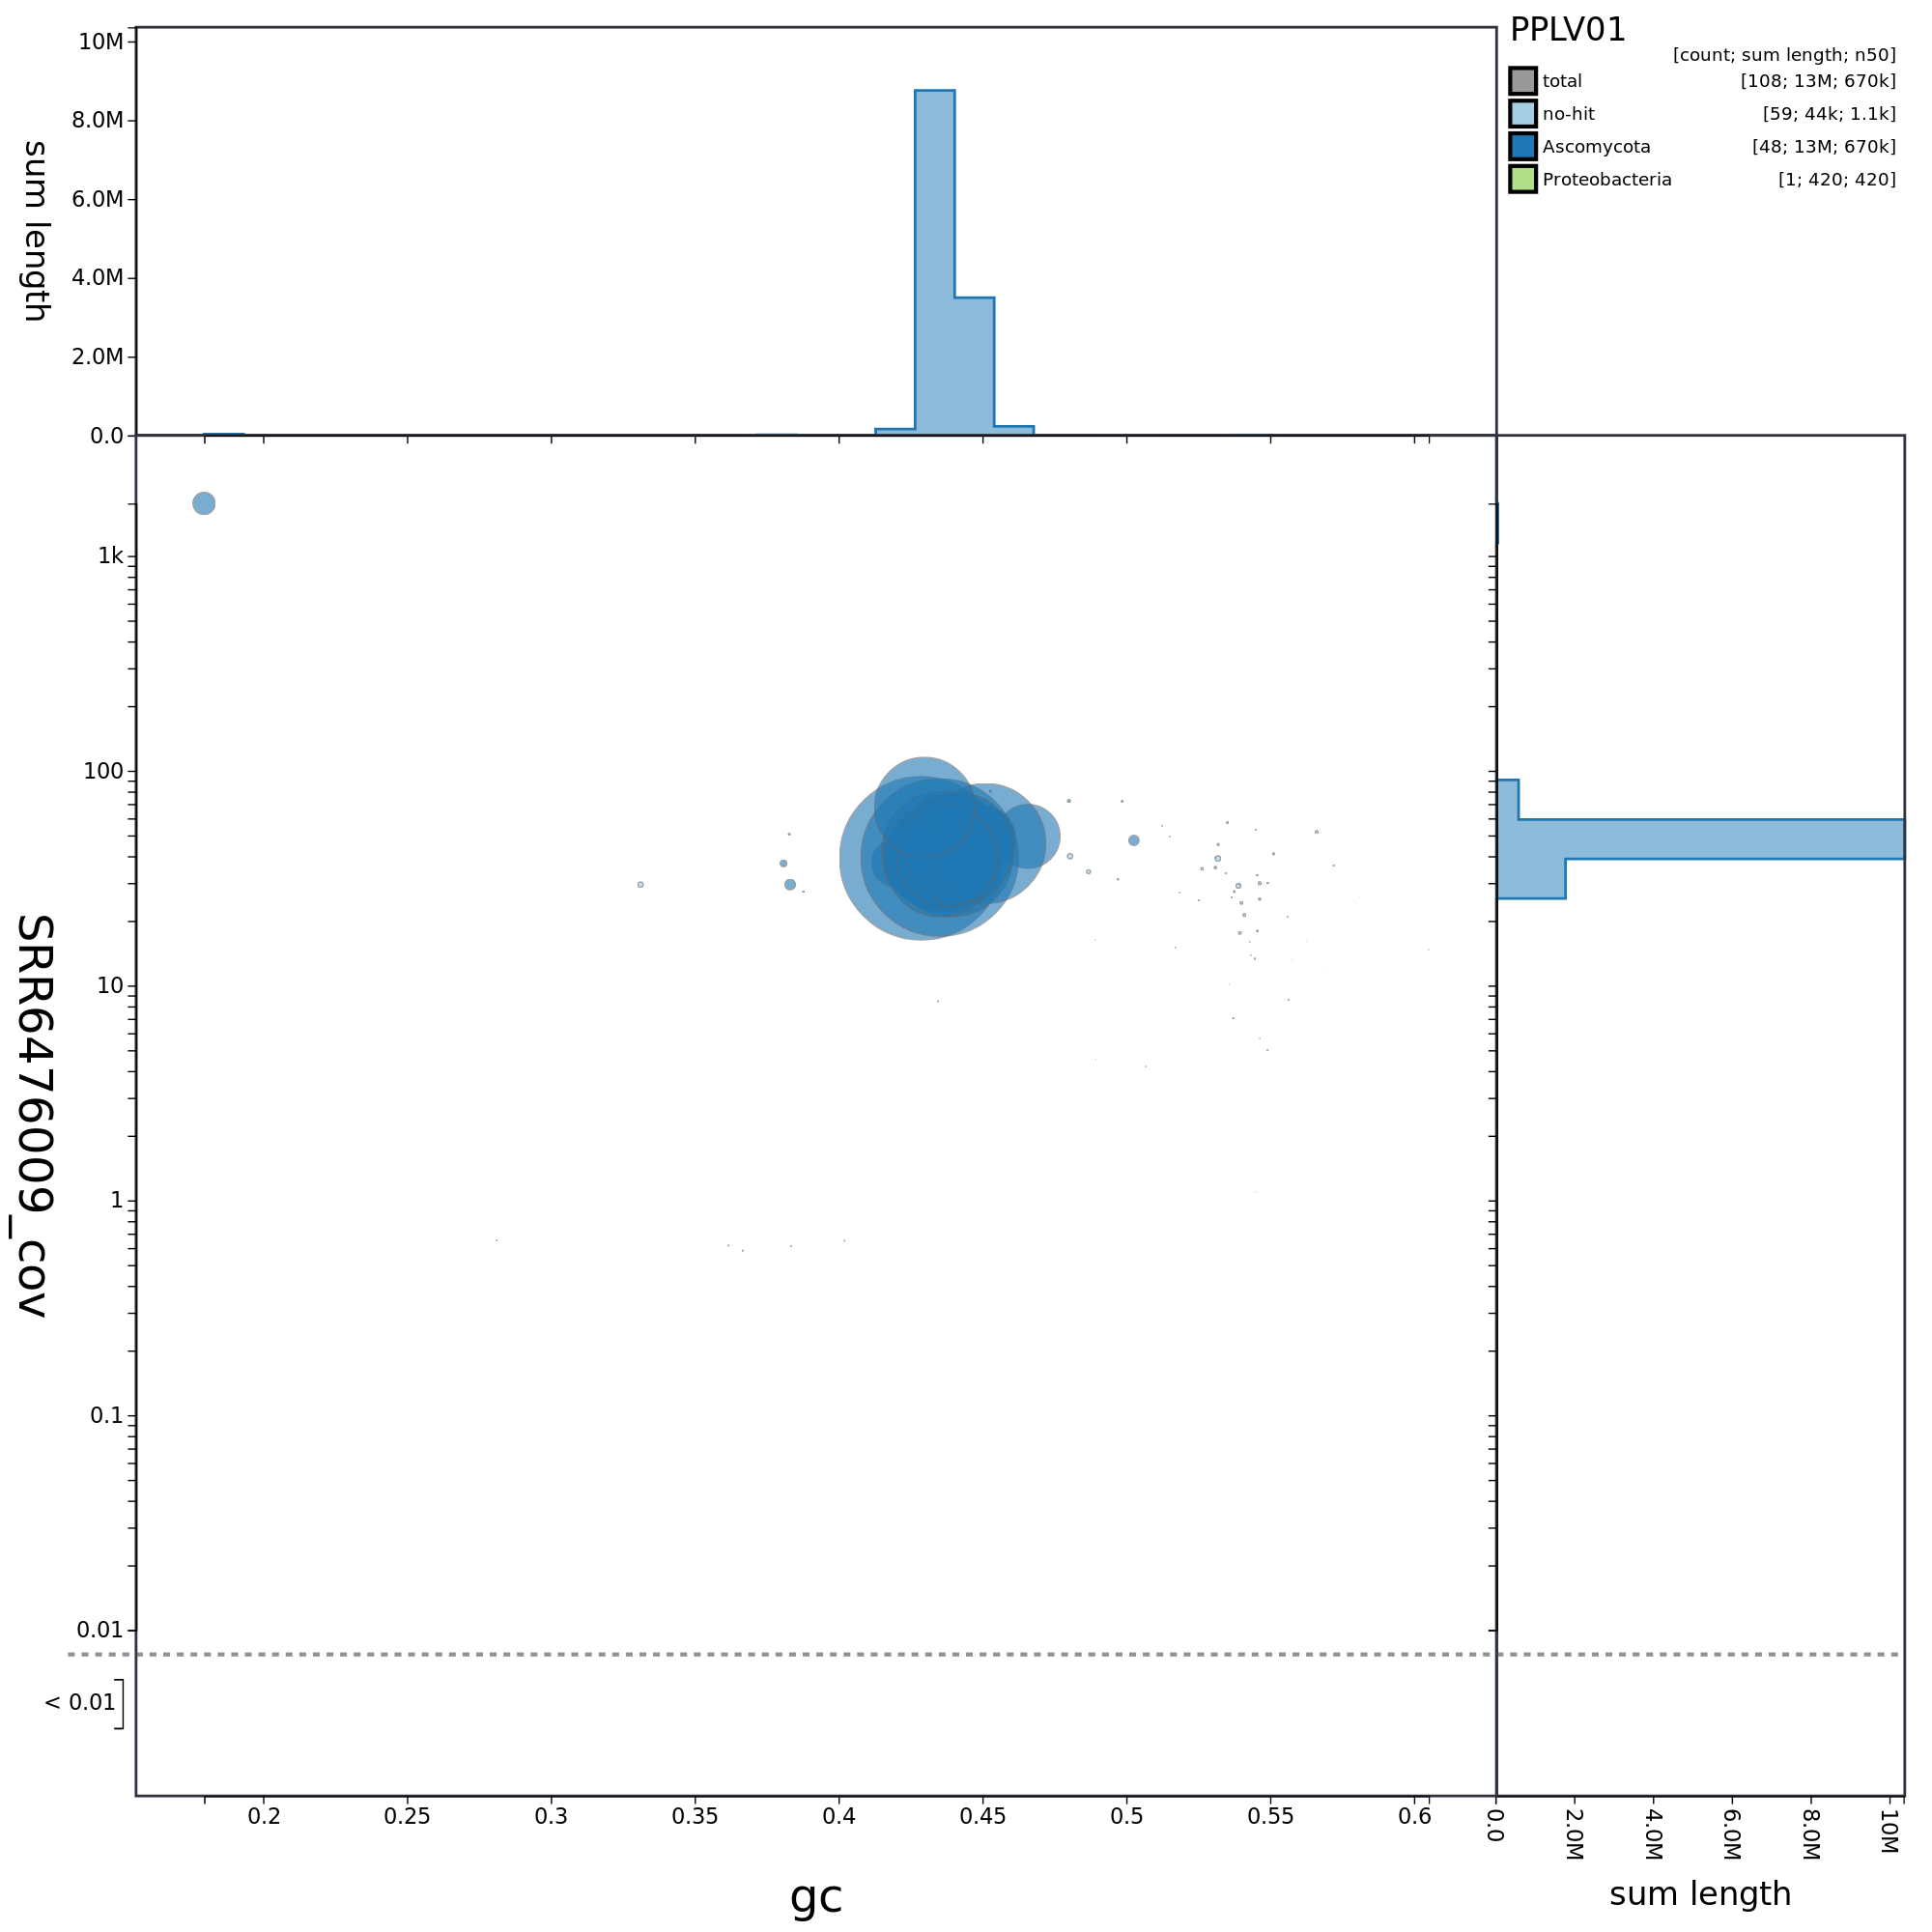 PPLV01
[count; sum length; n50]
total [108; 13M; 670k]
no-hit [59; 44k; 1.1k]
Ascomycota [48; 13M; 670k]
Proteobacteria [1; 420; 420]
sum length
10M
8.0M
6.0M
4.0M
2.0M
0.0
SRR6476009_cov
1k
100
10
1
0.1
0.01
< 0.01
0.2 0.25 0.3 0.35 0.4 0.45 0.5 0.55 0.6
gc
0.0 2.0M 4.0M 6.0M 8.0M 10M
sum length